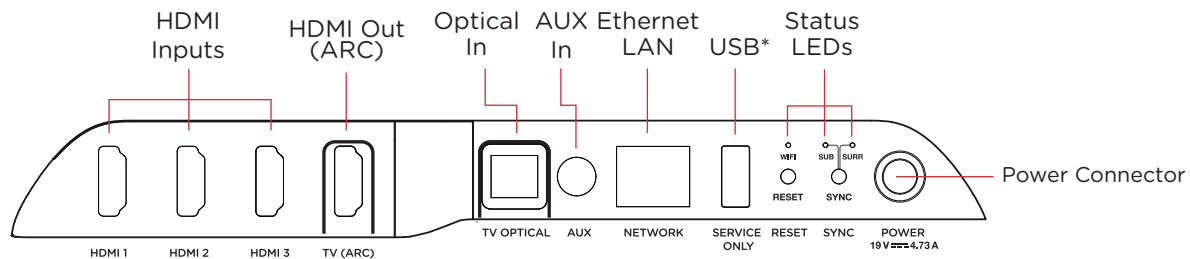 HDMI
Inputs
HDMI Out
(ARC)
Optical
In
AUX
In
Ethernet
LAN
USB*
Status
LEDs
Power Connector
WIFI
SUB
SURR
RESET
SYNC
HDMI 1
HDMI 2
HDMI 3
TV (ARC)
TV OPTICAL
AUX
NETWORK
SERVICE
ONLY
RESET
SYNC
POWER
19 V⎓4.73 A